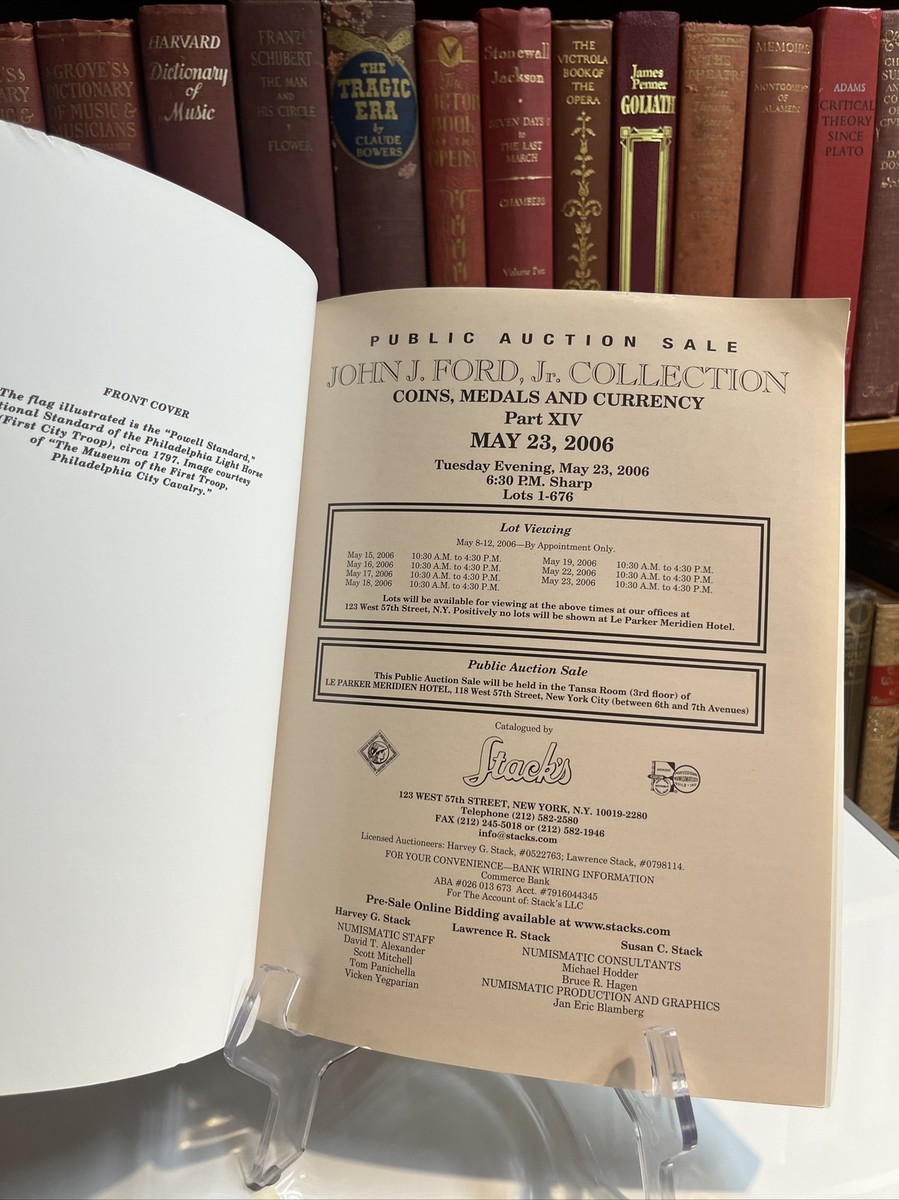 GROVE'S
DICTIONARY
OF MUSIC &
MUSICIANS
HARVARD
Dictionary
of
Music
FRANZ
SCHUBERT
THE MAN
AND
HIS CIRCLE
FLOWER
THE
TRAGIC
ERA
by
CLAUDE
BOWERS
Stonewall
Jackson
SEVEN DAYS
TO
THE LAST
MARCH
CHAMBERS
Volume Two
THE
VICTROLA
BOOK OF
THE
OPERA
James
Penner
GOLIATH
MEMOIRS
ADAMS
CRITICAL
THEORY
SINCE
PLATO
FRONT COVER
The flag illustrated is the "Powell Standard,"
of the Philadelphia Light Horse
(First City Troop), circa 1797. Image courtesy
of "The Museum of the First Troop,
Philadelphia City Cavalry."
PUBLIC AUCTION SALE
JOHN J. FORD, Jr. COLLECTION
COINS, MEDALS AND CURRENCY
Part XIV
MAY 23, 2006
Tuesday Evening, May 23, 2006
6:30 P.M. Sharp
Lots 1-676
Lot Viewing
May 8-12, 2006—By Appointment Only.
May 15, 2006 10:30 A.M. to 4:30 P.M. May 19, 2006 10:30 A.M. to 4:30 P.M.
May 16, 2006 10:30 A.M. to 4:30 P.M. May 22, 2006 10:30 A.M. to 4:30 P.M.
May 17, 2006 10:30 A.M. to 4:30 P.M. May 23, 2006 10:30 A.M. to 4:30 P.M.
May 18, 2006 10:30 A.M. to 4:30 P.M.
Lots will be available for viewing at the above times at our offices at
123 West 57th Street, N.Y. Positively no lots will be shown at Le Parker Meridien Hotel.
Public Auction Sale
This Public Auction Sale will be held in the Tansa Room (3rd floor) of
LE PARKER MERIDIEN HOTEL, 118 West 57th Street, New York City (between 6th and 7th Avenues)
Catalogued by
Stack's
123 WEST 57th STREET, NEW YORK, N.Y. 10019-2280
Telephone (212) 582-2580
FAX (212) 245-5018 or (212) 582-1946
info@stacks.com
Licensed Auctioneers: Harvey G. Stack, #0522763; Lawrence Stack, #0798114.
FOR YOUR CONVENIENCE—BANK WIRING INFORMATION
Commerce Bank
ABA #026 013 673 Acct. #7916044345
For The Account of: Stack's LLC
Pre-Sale Online Bidding available at www.stacks.com
Harvey G. Stack Lawrence R. Stack Susan C. Stack
NUMISMATIC STAFF
David T. Alexander
Scott Mitchell
Tom Panichella
Vicken Yegparian
NUMISMATIC CONSULTANTS
Michael Hodder
Bruce R. Hagen
NUMISMATIC PRODUCTION AND GRAPHICS
Jan Eric Blamberg